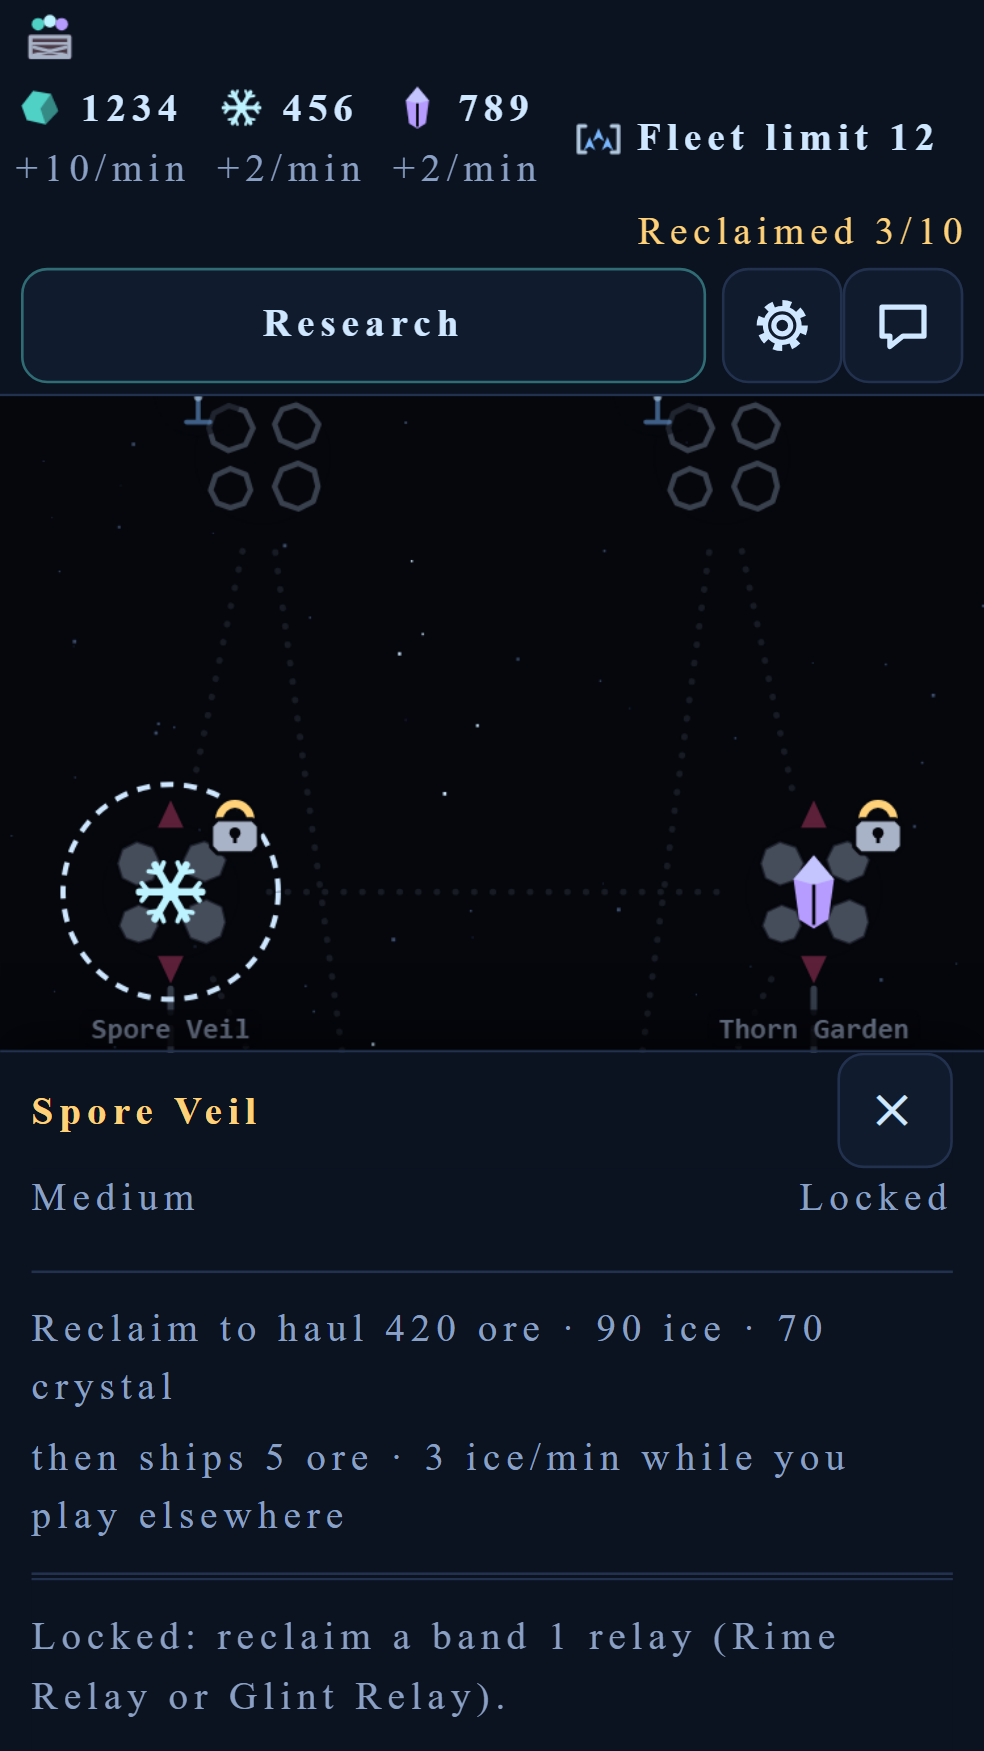 1234 456 789
Fleet limit 12
+10/min +2/min +2/min
Reclaimed 3/10
Research
Spore Veil
Thorn Garden
Spore Veil
Medium
Locked
Reclaim to haul 420 ore · 90 ice · 70
crystal
then ships 5 ore · 3 ice/min while you
play elsewhere
Locked: reclaim a band 1 relay (Rime
Relay or Glint Relay).